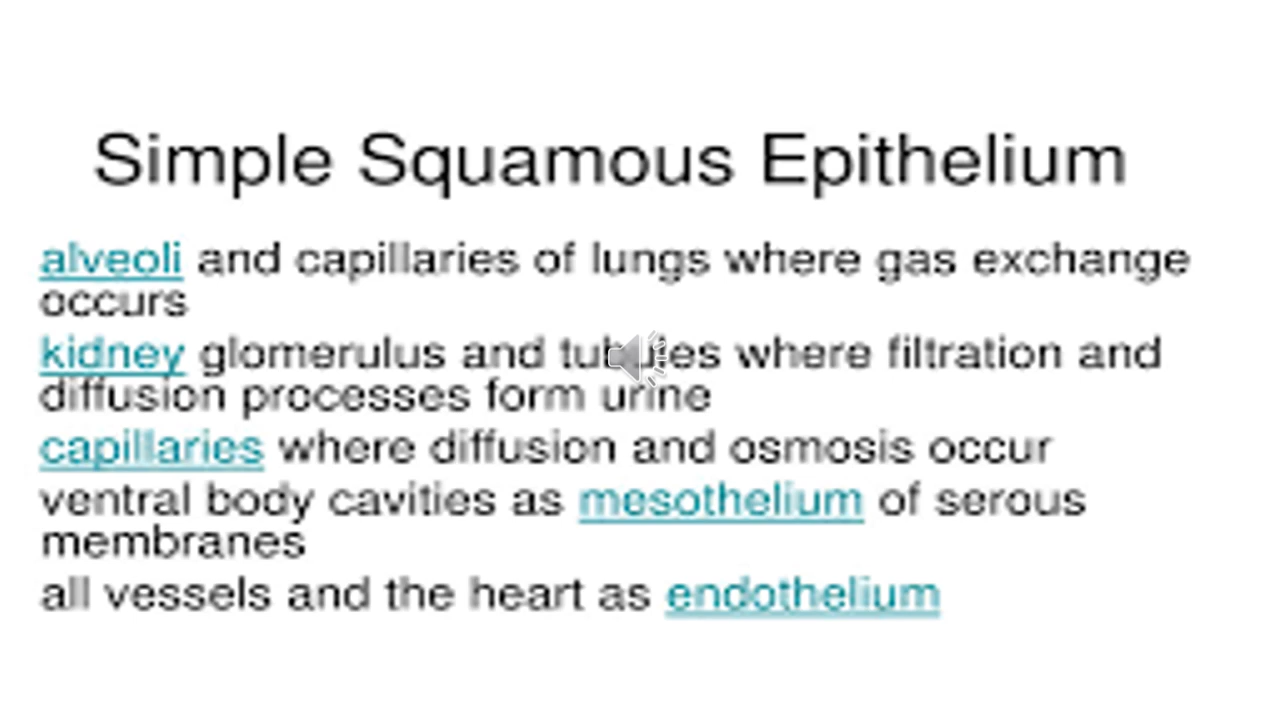 Simple Squamous Epithelium
alveoli and capillaries of lungs where gas exchange
occurs
kidney glomerulus and tubules where filtration and
diffusion processes form urine
capillaries where diffusion and osmosis occur
ventral body cavities as mesothelium of serous
membranes
all vessels and the heart as endothelium